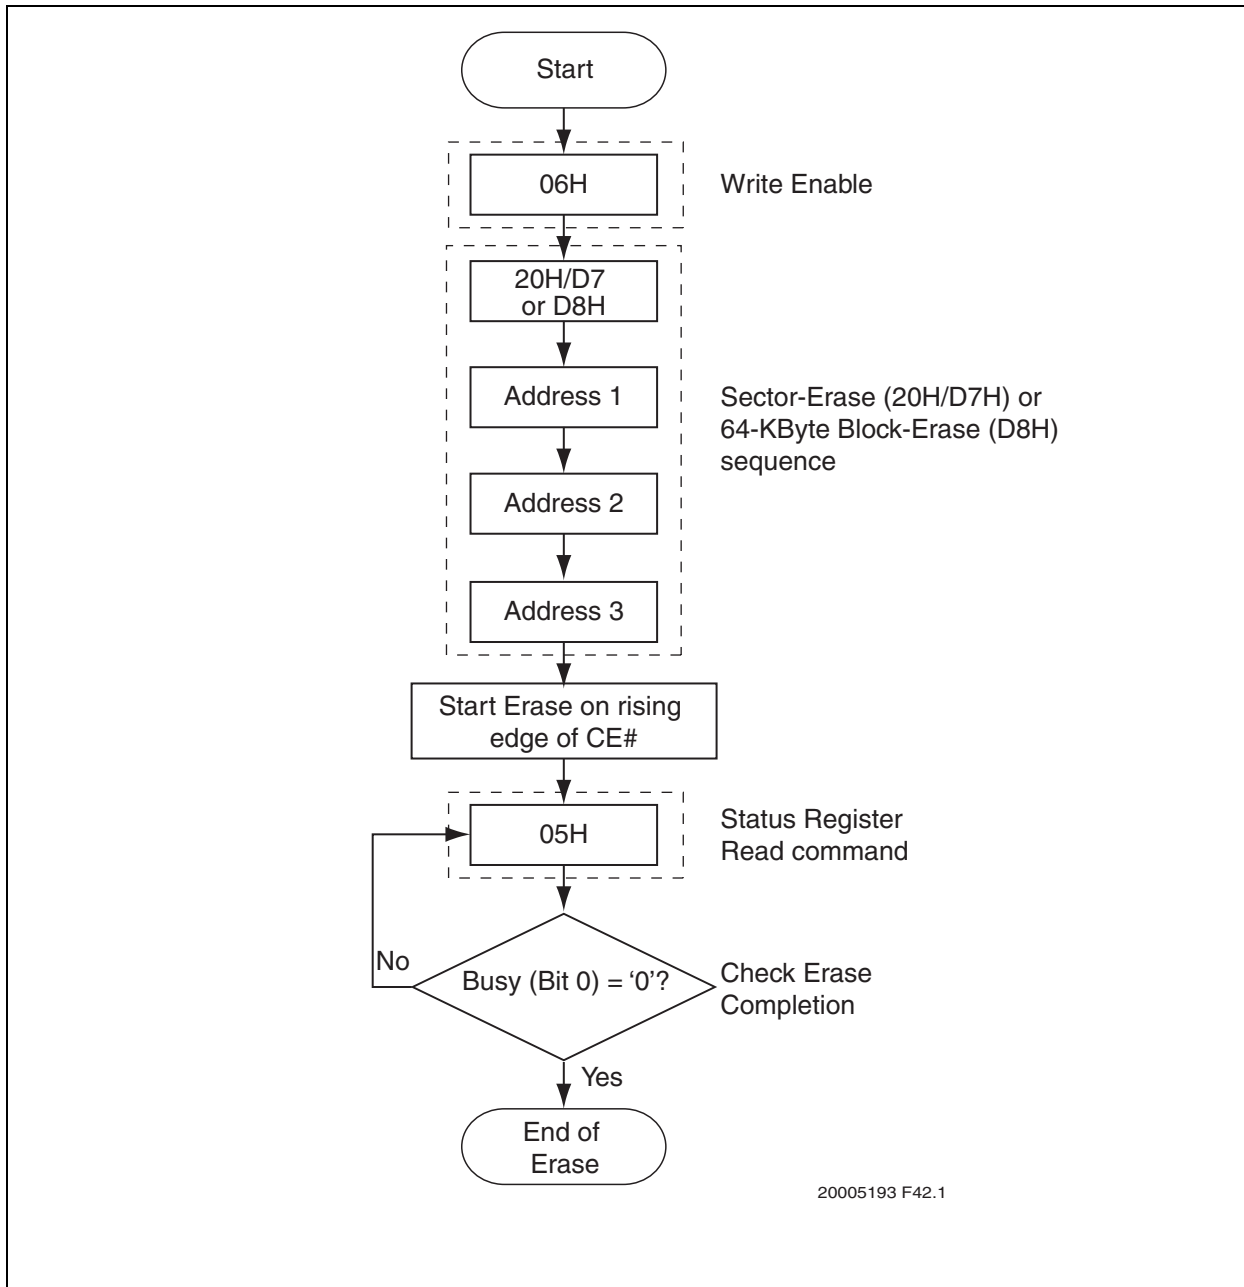 Start
06H
Write Enable
20H/D7
or D8H
Address 1
Sector-Erase (20H/D7H) or
64-KByte Block-Erase (D8H)
sequence
Address 2
Address 3
Start Erase on rising
edge of CE#
05H
Status Register
Read command
No
Busy (Bit 0) = ‘0’?
Check Erase
Completion
Yes
End of
Erase
20005193 F42.1